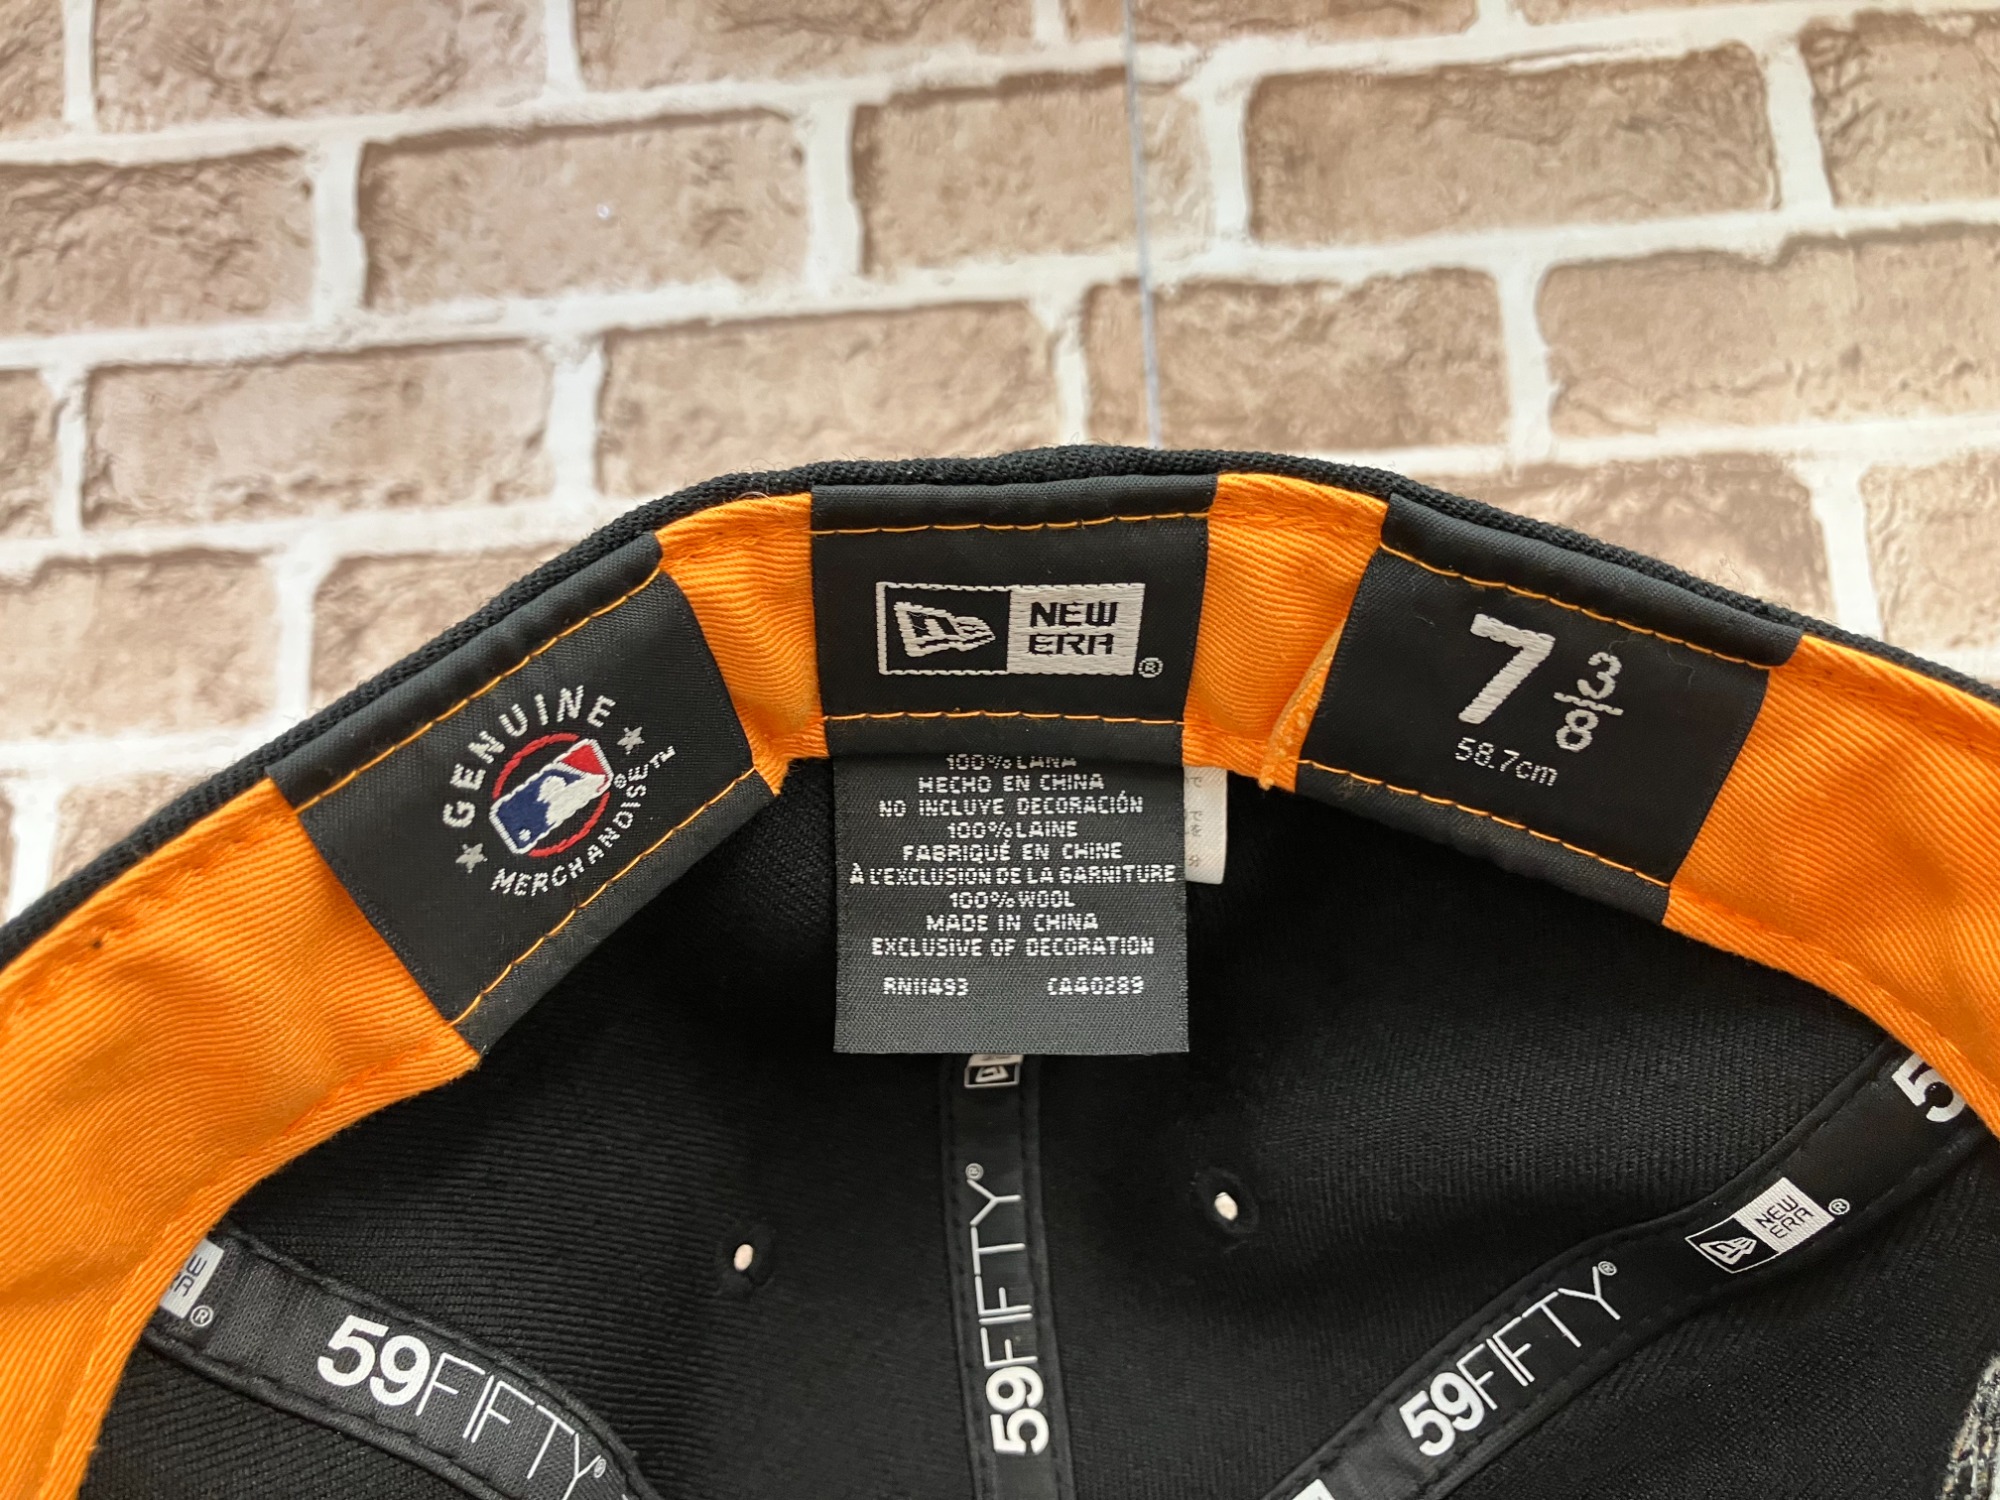 GENUINE
MERCHANDISE™
NEW
ERA
®
7 3/8
58.7cm
100% LANA
HECHO EN CHINA
NO INCLUYE DECORACIÓN
100% LAINE
FABRIQUÉ EN CHINE
À L'EXCLUSION DE LA GARNITURE
100% WOOL
MADE IN CHINA
EXCLUSIVE OF DECORATION
RN11493 CA40289
59FIFTY®
59FIFTY®
NEW
ERA
®
59FIFTY®